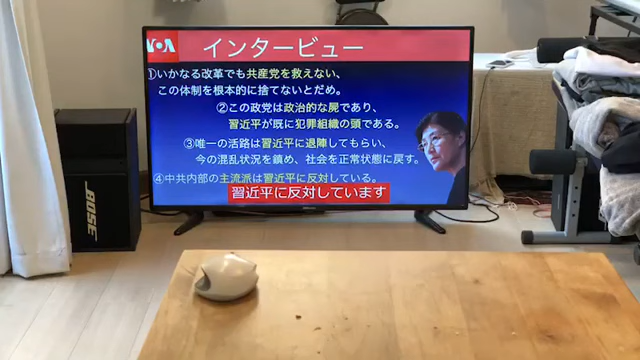 VOA インタービュー
①いかなる改革でも共産党を救えない、
この体制を根本的に捨てないとだめ。
②この政党は政治的な屍であり、
習近平が既に犯罪組織の頭である。
③唯一の活路は習近平に退陣してもらい、
今の混乱状況を鎮め、社会を正常状態に戻す。
④中共内部の主流派は習近平に反対している。
習近平に反対しています
BOSE